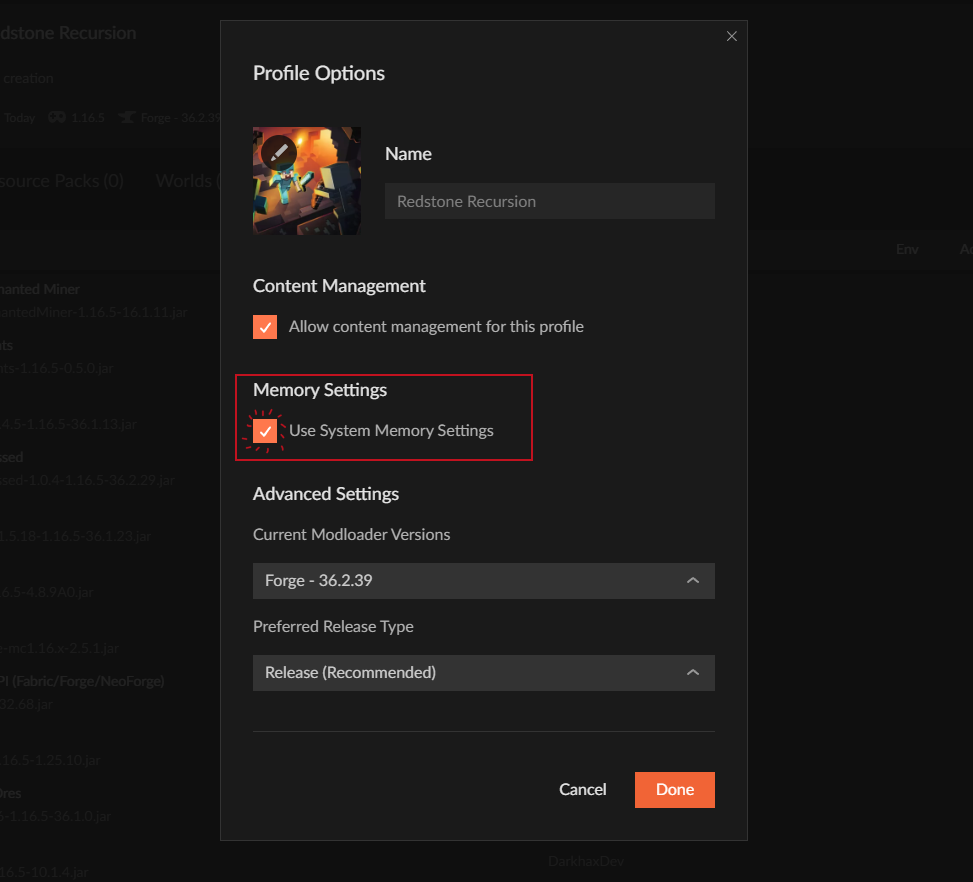 dstone Recursion
creation
Today 1.16.5 Forge - 36.2.39
source Packs (0) Worlds (
Env
anted Miner
antedMiner-1.16.5-16.1.11.jar
nts
nts-1.16.5-0.5.0.jar
4.5-1.16.5-36.1.13.jar
ssed
ssed-1.0.4-1.16.5-36.2.29.jar
1.5.18-1.16.5-36.1.23.jar
6.5-4.8.9A0.jar
e-mc1.16.x-2.5.1.jar
PI (Fabric/Forge/NeoForge)
32.68.jar
.16.5-1.25.10.jar
Ores
s-1.16.5-36.1.0.jar
16.5-10.1.4.jar
Profile Options
Name
Redstone Recursion
Content Management
Allow content management for this profile
Memory Settings
Use System Memory Settings
Advanced Settings
Current Modloader Versions
Forge - 36.2.39
Preferred Release Type
Release (Recommended)
Cancel Done
DarkhaxDev